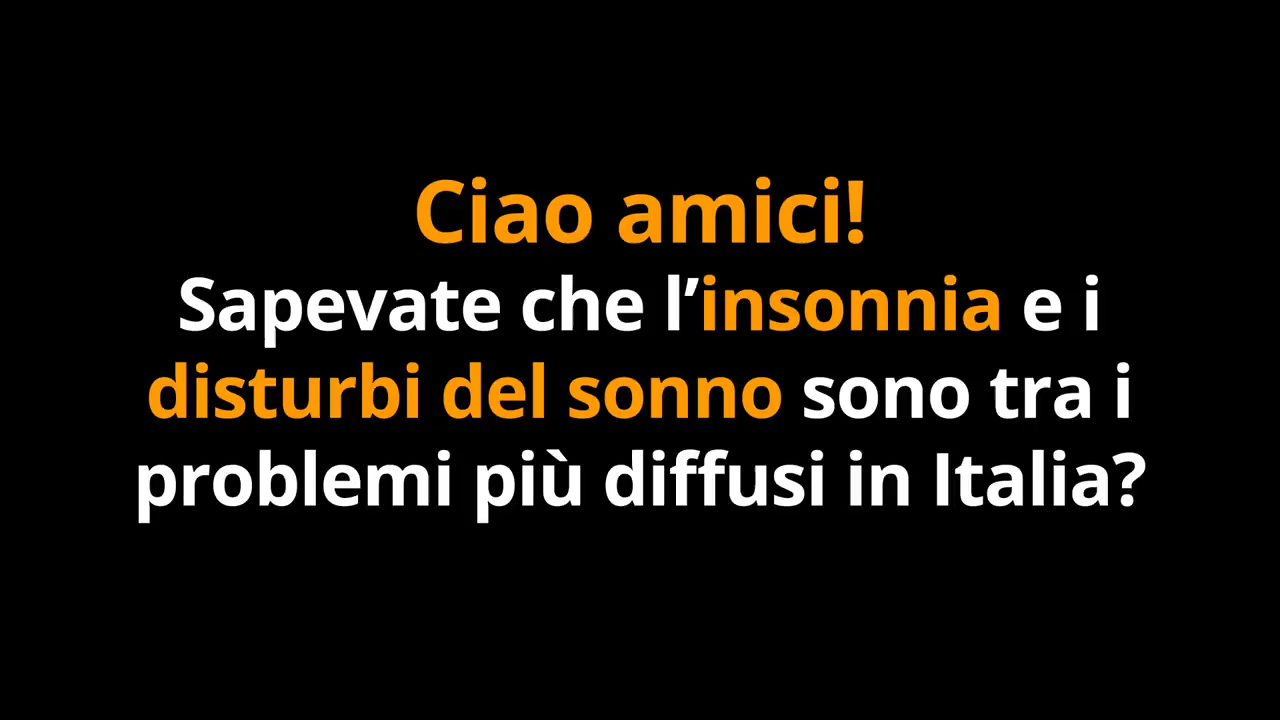 Ciao amici!
Sapevate che l’insonnia e i
disturbi del sonno sono tra i
problemi più diffusi in Italia?